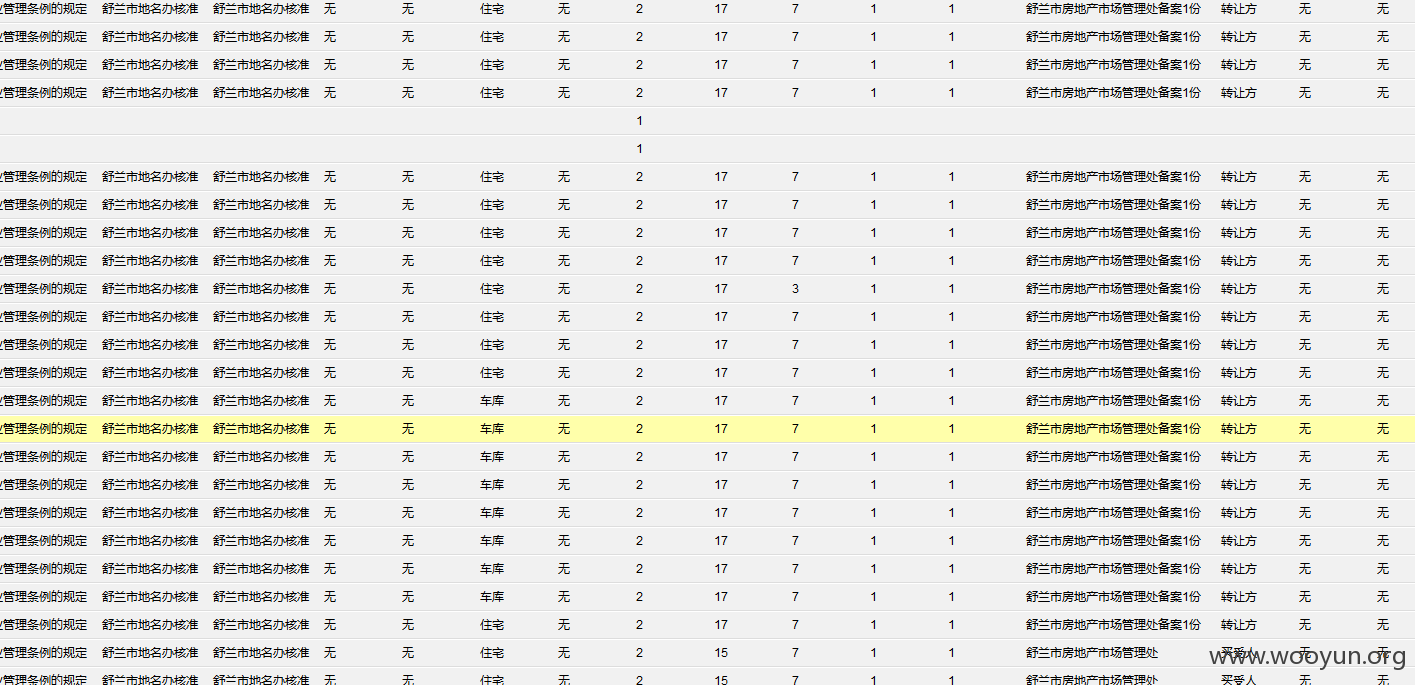 业管理条例的规定 舒兰市地名办核准 舒兰市地名办核准 无 无 住宅 无 2 17 7 1 1 舒兰市房地产市场管理处备案1份 转让方 无 无
业管理条例的规定 舒兰市地名办核准 舒兰市地名办核准 无 无 住宅 无 2 17 7 1 1 舒兰市房地产市场管理处备案1份 转让方 无 无
业管理条例的规定 舒兰市地名办核准 舒兰市地名办核准 无 无 住宅 无 2 17 7 1 1 舒兰市房地产市场管理处备案1份 转让方 无 无
业管理条例的规定 舒兰市地名办核准 舒兰市地名办核准 无 无 住宅 无 2 17 7 1 1 舒兰市房地产市场管理处备案1份 转让方 无 无
1
1
业管理条例的规定 舒兰市地名办核准 舒兰市地名办核准 无 无 住宅 无 2 17 7 1 1 舒兰市房地产市场管理处备案1份 转让方 无 无
业管理条例的规定 舒兰市地名办核准 舒兰市地名办核准 无 无 住宅 无 2 17 7 1 1 舒兰市房地产市场管理处备案1份 转让方 无 无
业管理条例的规定 舒兰市地名办核准 舒兰市地名办核准 无 无 住宅 无 2 17 7 1 1 舒兰市房地产市场管理处备案1份 转让方 无 无
业管理条例的规定 舒兰市地名办核准 舒兰市地名办核准 无 无 住宅 无 2 17 7 1 1 舒兰市房地产市场管理处备案1份 转让方 无 无
业管理条例的规定 舒兰市地名办核准 舒兰市地名办核准 无 无 住宅 无 2 17 3 1 1 舒兰市房地产市场管理处备案1份 转让方 无 无
业管理条例的规定 舒兰市地名办核准 舒兰市地名办核准 无 无 住宅 无 2 17 7 1 1 舒兰市房地产市场管理处备案1份 转让方 无 无
业管理条例的规定 舒兰市地名办核准 舒兰市地名办核准 无 无 住宅 无 2 17 7 1 1 舒兰市房地产市场管理处备案1份 转让方 无 无
业管理条例的规定 舒兰市地名办核准 舒兰市地名办核准 无 无 住宅 无 2 17 7 1 1 舒兰市房地产市场管理处备案1份 转让方 无 无
业管理条例的规定 舒兰市地名办核准 舒兰市地名办核准 无 无 车库 无 2 17 7 1 1 舒兰市房地产市场管理处备案1份 转让方 无 无
业管理条例的规定 舒兰市地名办核准 舒兰市地名办核准 无 无 车库 无 2 17 7 1 1 舒兰市房地产市场管理处备案1份 转让方 无 无
业管理条例的规定 舒兰市地名办核准 舒兰市地名办核准 无 无 车库 无 2 17 7 1 1 舒兰市房地产市场管理处备案1份 转让方 无 无
业管理条例的规定 舒兰市地名办核准 舒兰市地名办核准 无 无 车库 无 2 17 7 1 1 舒兰市房地产市场管理处备案1份 转让方 无 无
业管理条例的规定 舒兰市地名办核准 舒兰市地名办核准 无 无 车库 无 2 17 7 1 1 舒兰市房地产市场管理处备案1份 转让方 无 无
业管理条例的规定 舒兰市地名办核准 舒兰市地名办核准 无 无 车库 无 2 17 7 1 1 舒兰市房地产市场管理处备案1份 转让方 无 无
业管理条例的规定 舒兰市地名办核准 舒兰市地名办核准 无 无 车库 无 2 17 7 1 1 舒兰市房地产市场管理处备案1份 转让方 无 无
业管理条例的规定 舒兰市地名办核准 舒兰市地名办核准 无 无 车库 无 2 17 7 1 1 舒兰市房地产市场管理处备案1份 转让方 无 无
业管理条例的规定 舒兰市地名办核准 舒兰市地名办核准 无 无 住宅 无 2 17 7 1 1 舒兰市房地产市场管理处备案1份 转让方 无 无
业管理条例的规定 舒兰市地名办核准 舒兰市地名办核准 无 无 住宅 无 2 15 7 1 1 舒兰市房地产市场管理处 买受人 无 无
www.wooyun.org
业管理条例的规定 舒兰市地名办核准 舒兰市地名办核准 无 无 住宅 无 2 15 7 1 1 舒兰市房地产市场管理处 买受人 无 无